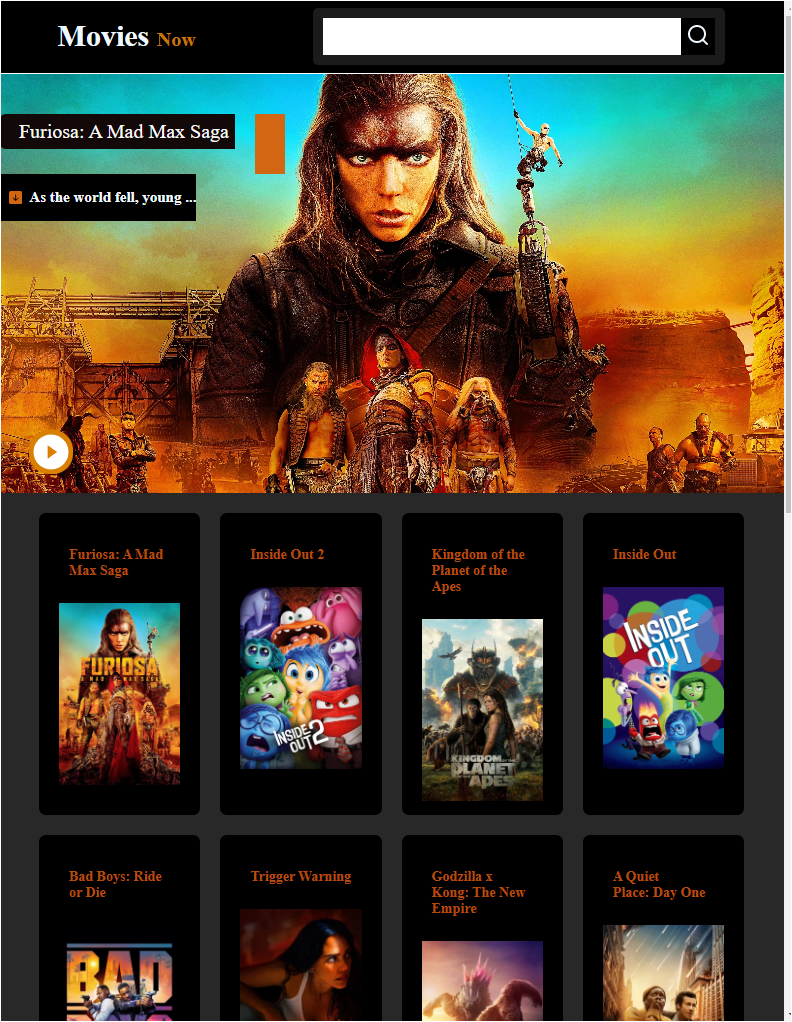 Movies Now
Furiosa: A Mad Max Saga
As the world fell, young ...
Furiosa: A Mad
Max Saga
FURIOSA
A MAD MAX SAGA
Inside Out 2
INSIDE
OUT 2
Kingdom of the
Planet of the
Apes
KINGDOM OF THE
PLANET
OF THE
APES
Inside Out
INSIDE
OUT
Bad Boys: Ride
or Die
BAD
Trigger Warning
Godzilla x
Kong: The New
Empire
A Quiet
Place: Day One